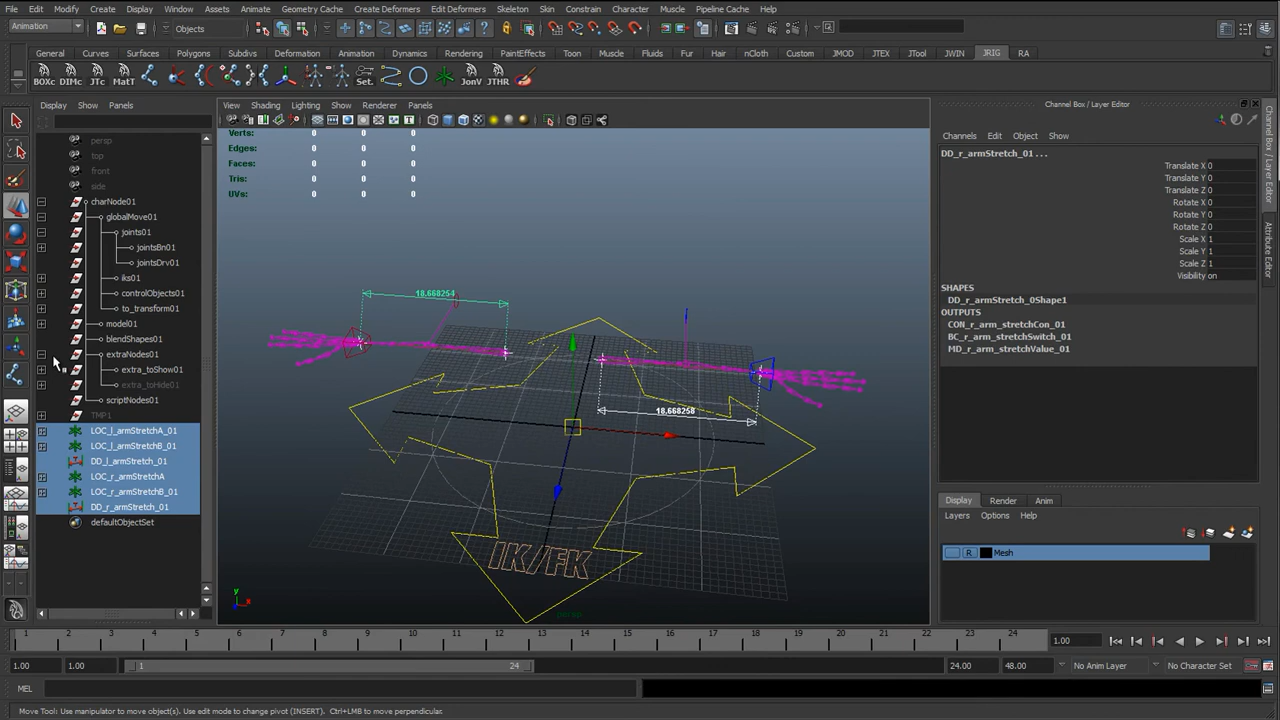 File Edit Modify Create Display Window Assets Animate Geometry Cache Create Deformers Edit Deformers Skeleton Skin Constrain Character Muscle Pipeline Cache Help
Animation Objects
General Curves Surfaces Polygons Subdivs Deformation Animation Dynamics Rendering PaintEffects Toon Muscle Fluids Fur Hair nCloth Custom JMOD JTEX JTool JWIN JRIG RA
BOXc DIMc JTc MatT Set. JonV JTHR
Display Show Panels
View Shading Lighting Show Renderer Panels
Channel Box / Layer Editor
Channels Edit Object Show
persp
top
front
side
charNode01
globalMove01
joints01
jointsBn01
jointsDrv01
iks01
controlObjects01
to_transform01
model01
blendShapes01
extraNodes01
extra_toShow01
extra_toHide01
scriptNodes01
TMP1
LOC_l_armStretchA_01
LOC_l_armStretchB_01
DD_l_armStretch_01
LOC_r_armStretchA
LOC_r_armStretchB_01
DD_r_armStretch_01
defaultObjectSet
Verts: 0 0 0
Edges: 0 0 0
Faces: 0 0 0
Tris: 0 0 0
UVs: 0 0 0
18.668254
18.668258
IK/FK
persp
y
x
DD_r_armStretch_01 ...
Translate X 0
Translate Y 0
Translate Z 0
Rotate X 0
Rotate Y 0
Rotate Z 0
Scale X 1
Scale Y 1
Scale Z 1
Visibility on
SHAPES
DD_r_armStretch_0Shape1
OUTPUTS
CON_r_arm_stretchCon_01
BC_r_arm_stretchSwitch_01
MD_r_arm_stretchValue_01
Display Render Anim
Layers Options Help
R Mesh
Channel Box / Layer Editor
Attribute Editor
1 2 3 4 5 6 7 8 9 10 11 12 13 14 15 16 17 18 19 20 21 22 23 24 1.00
1.00 1.00 1 24 24.00 48.00 No Anim Layer No Character Set
MEL
Move Tool: Use manipulator to move object(s). Use edit mode to change pivot (INSERT). Ctrl+LMB to move perpendicular.